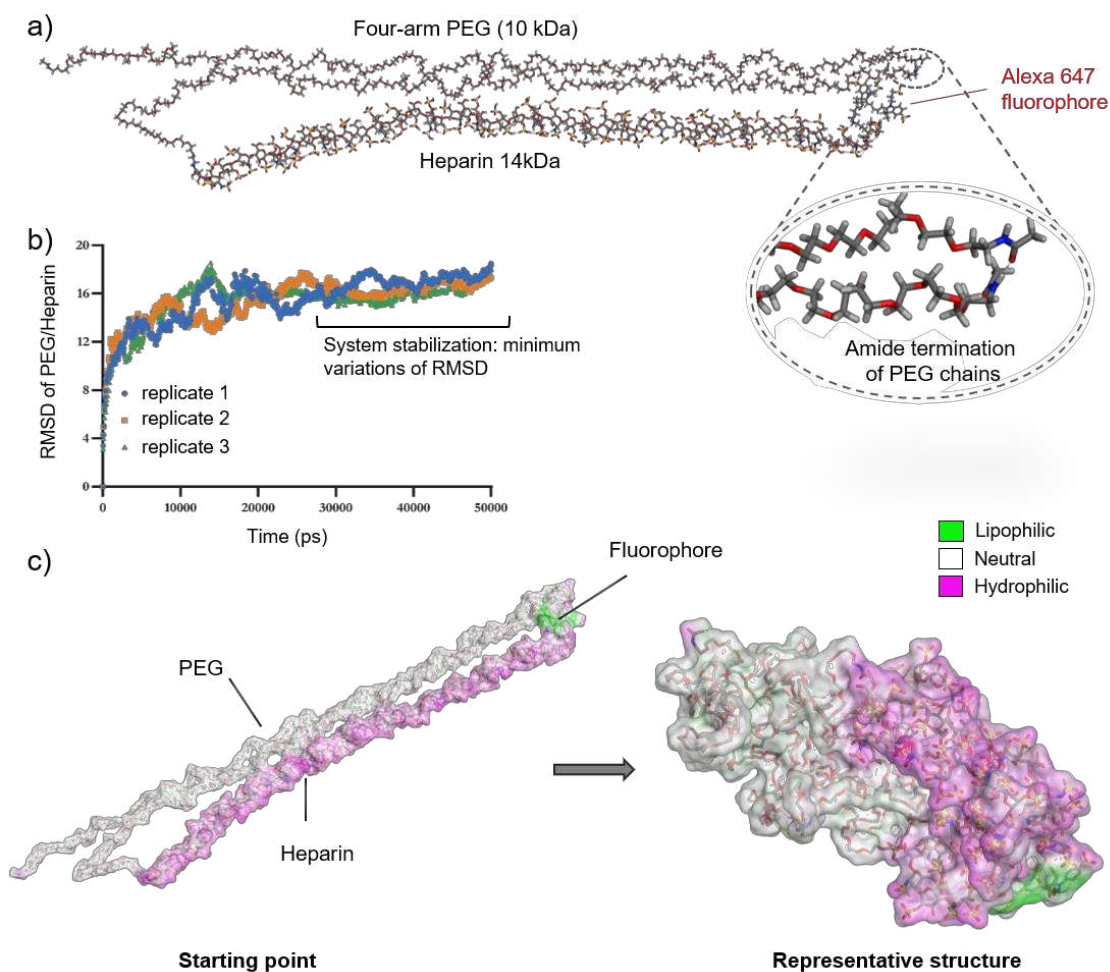 a)
Four-arm PEG (10 kDa)
Alexa 647
fluorophore
Heparin 14kDa
Amide termination
of PEG chains
b)
RMSD of PEG/Heparin
20
16
12
8
4
0
System stabilization: minimum
variations of RMSD
replicate 1
replicate 2
replicate 3
0 10000 20000 30000 40000 50000
Time (ps)
c)
Lipophilic
Neutral
Hydrophilic
Fluorophore
PEG
Heparin
Starting point
Representative structure